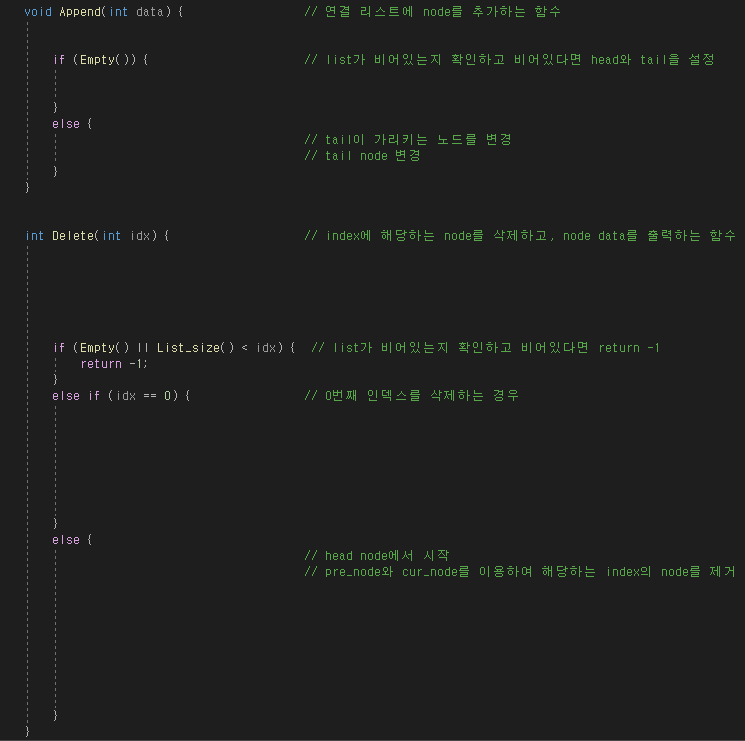 void Append(int data) { // 연결 리스트에 node를 추가하는 함수
if (Empty()) { // list가 비어있는지 확인하고 비어있다면 head와 tail을 설정
}
else {
// tail이 가리키는 노드를 변경
// tail node 변경
}
}
int Delete(int idx) { // index에 해당하는 node를 삭제하고, node data를 출력하는 함수
if (Empty() || List_size() < idx) { // list가 비어있는지 확인하고 비어있다면 return -1
return -1;
}
else if (idx == 0) { // 0번째 인덱스를 삭제하는 경우
}
else {
// head node에서 시작
// pre_node와 cur_node를 이용하여 해당하는 index의 node를 제거
}
}